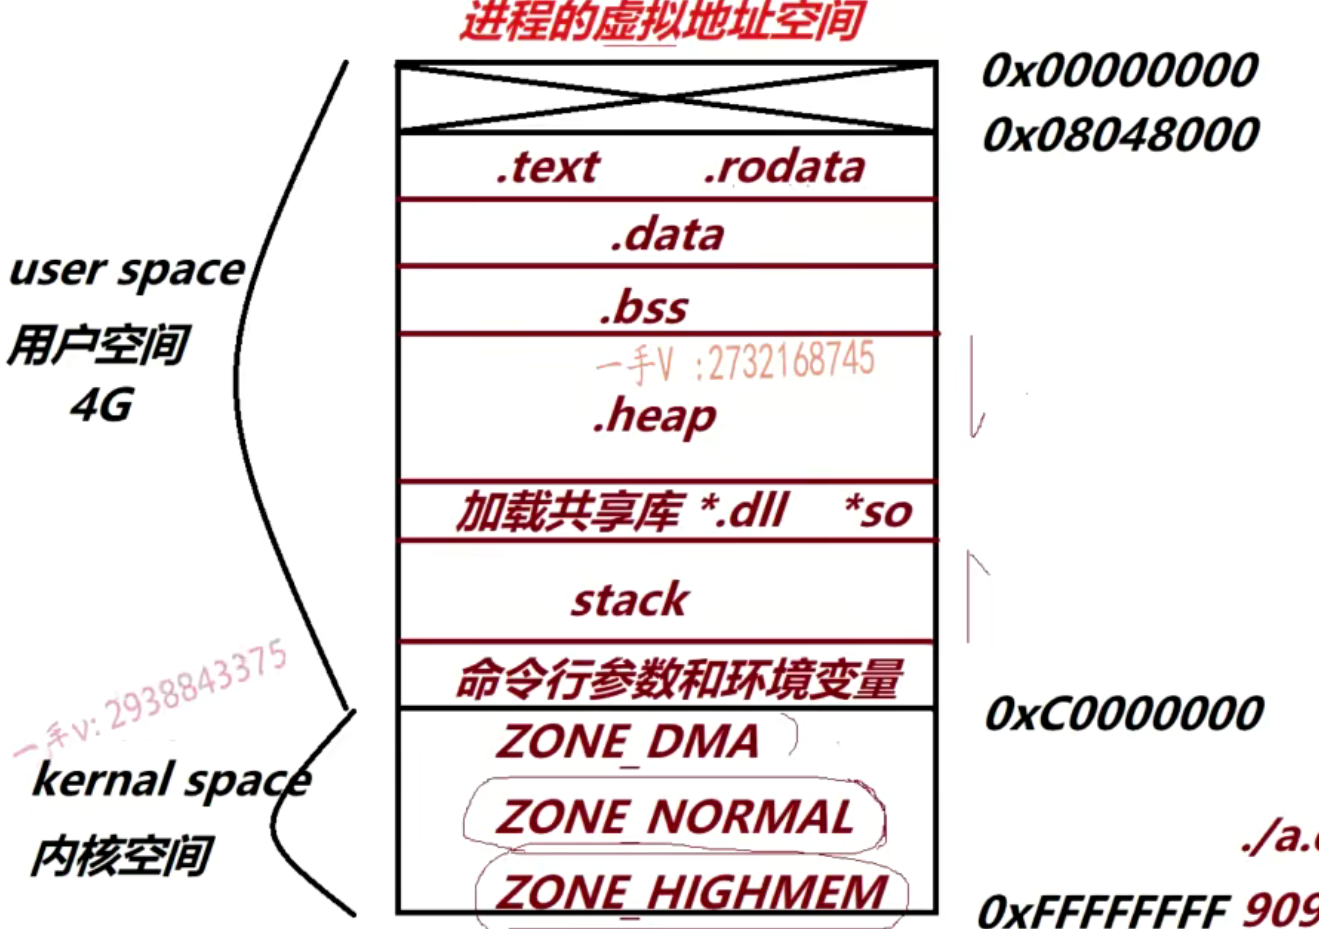 进程的虚拟地址空间
0x00000000
0x08048000
.text .rodata
.data
user space
.bss
用户空间
一手V :2732168745
4G
.heap
加载共享库 *.dll *so
stack
一手v: 2938843375
命令行参数和环境变量
0xC0000000
ZONE_DMA
kernal space
ZONE_NORMAL
内核空间
ZONE_HIGHMEM
0xFFFFFFFF 909